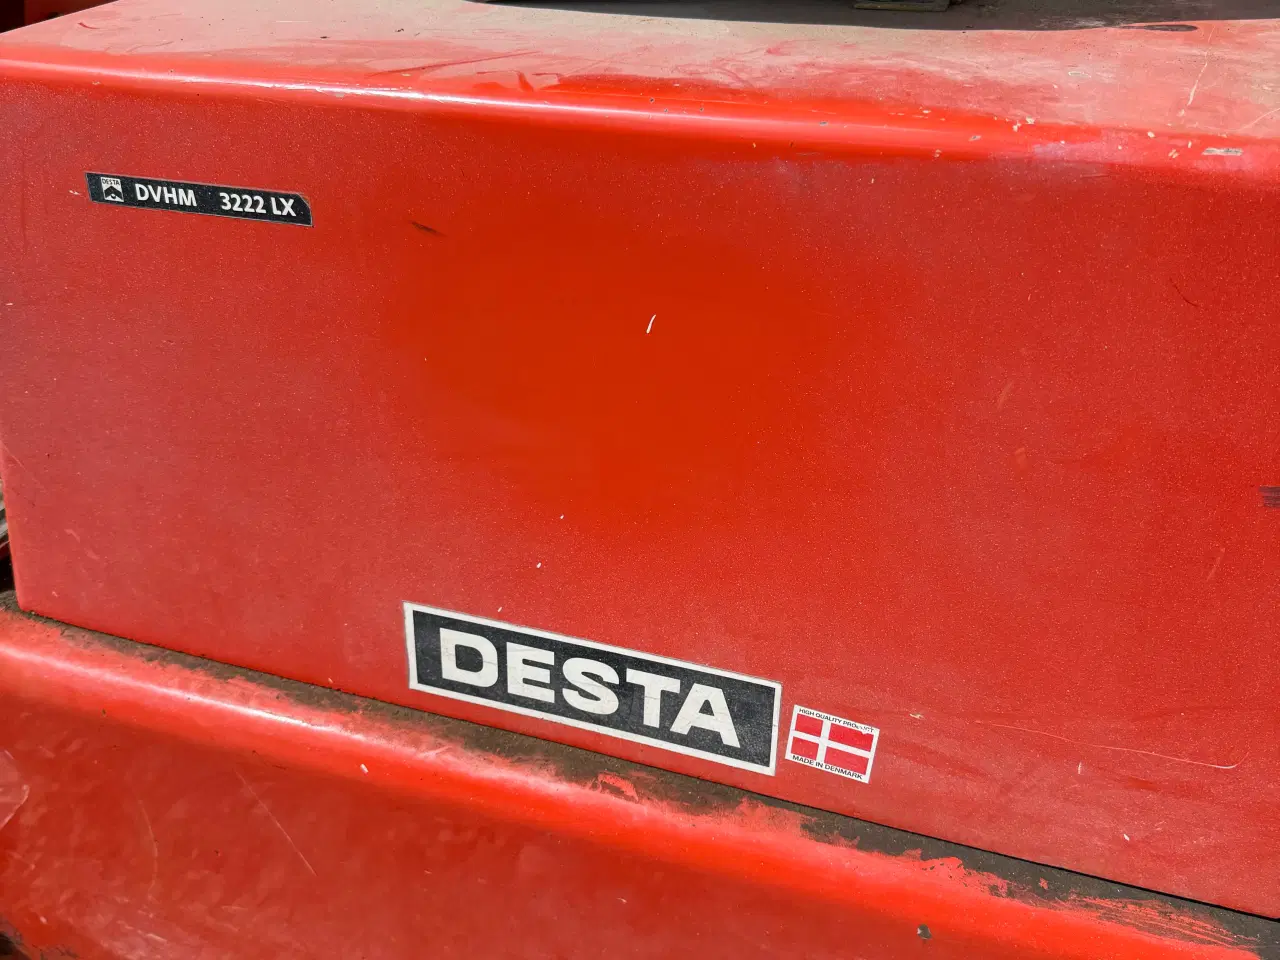 DESTA
DVHM 3222 LX
DESTA
HIGH QUALITY PRODUCT
MADE IN DENMARK